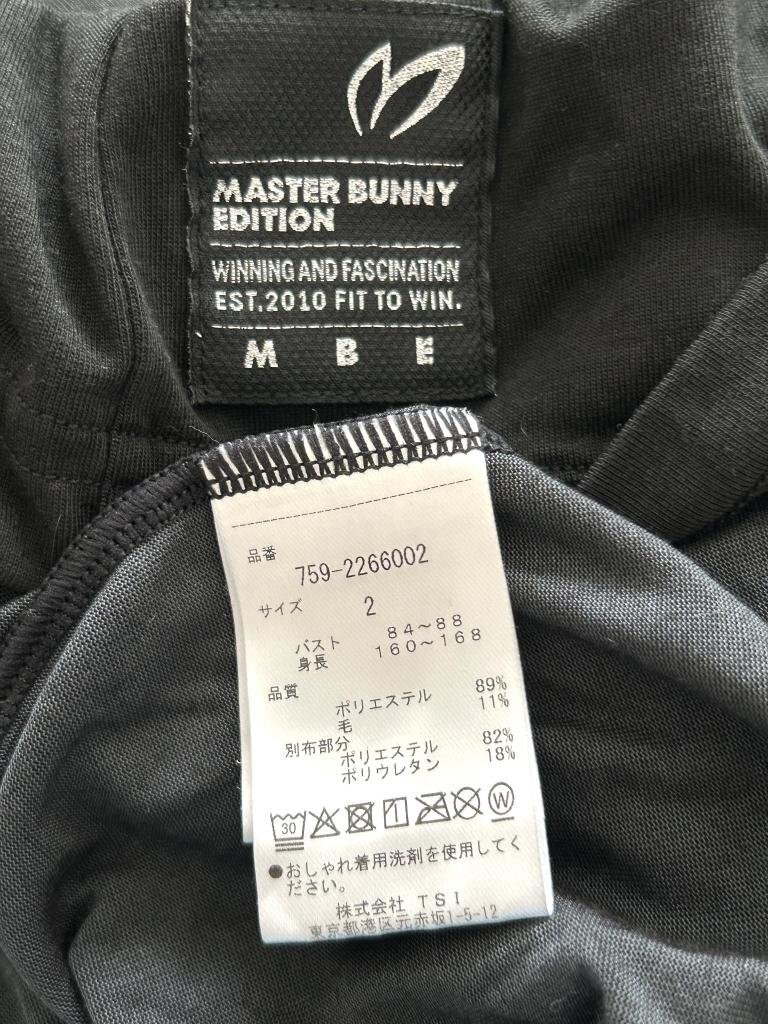 MASTER BUNNY
EDITION
WINNING AND FASCINATION
EST.2010 FIT TO WIN.
M B E
品番
759-2266002
サイズ 2
バスト 84～88
身長 160～168
品質
ポリエステル 89%
毛 11%
別布部分
ポリエステル 82%
ポリウレタン 18%
30 W
●おしゃれ着用洗剤を使用してく
ださい。
株式会社 TSI
東京都港区元赤坂1-5-12